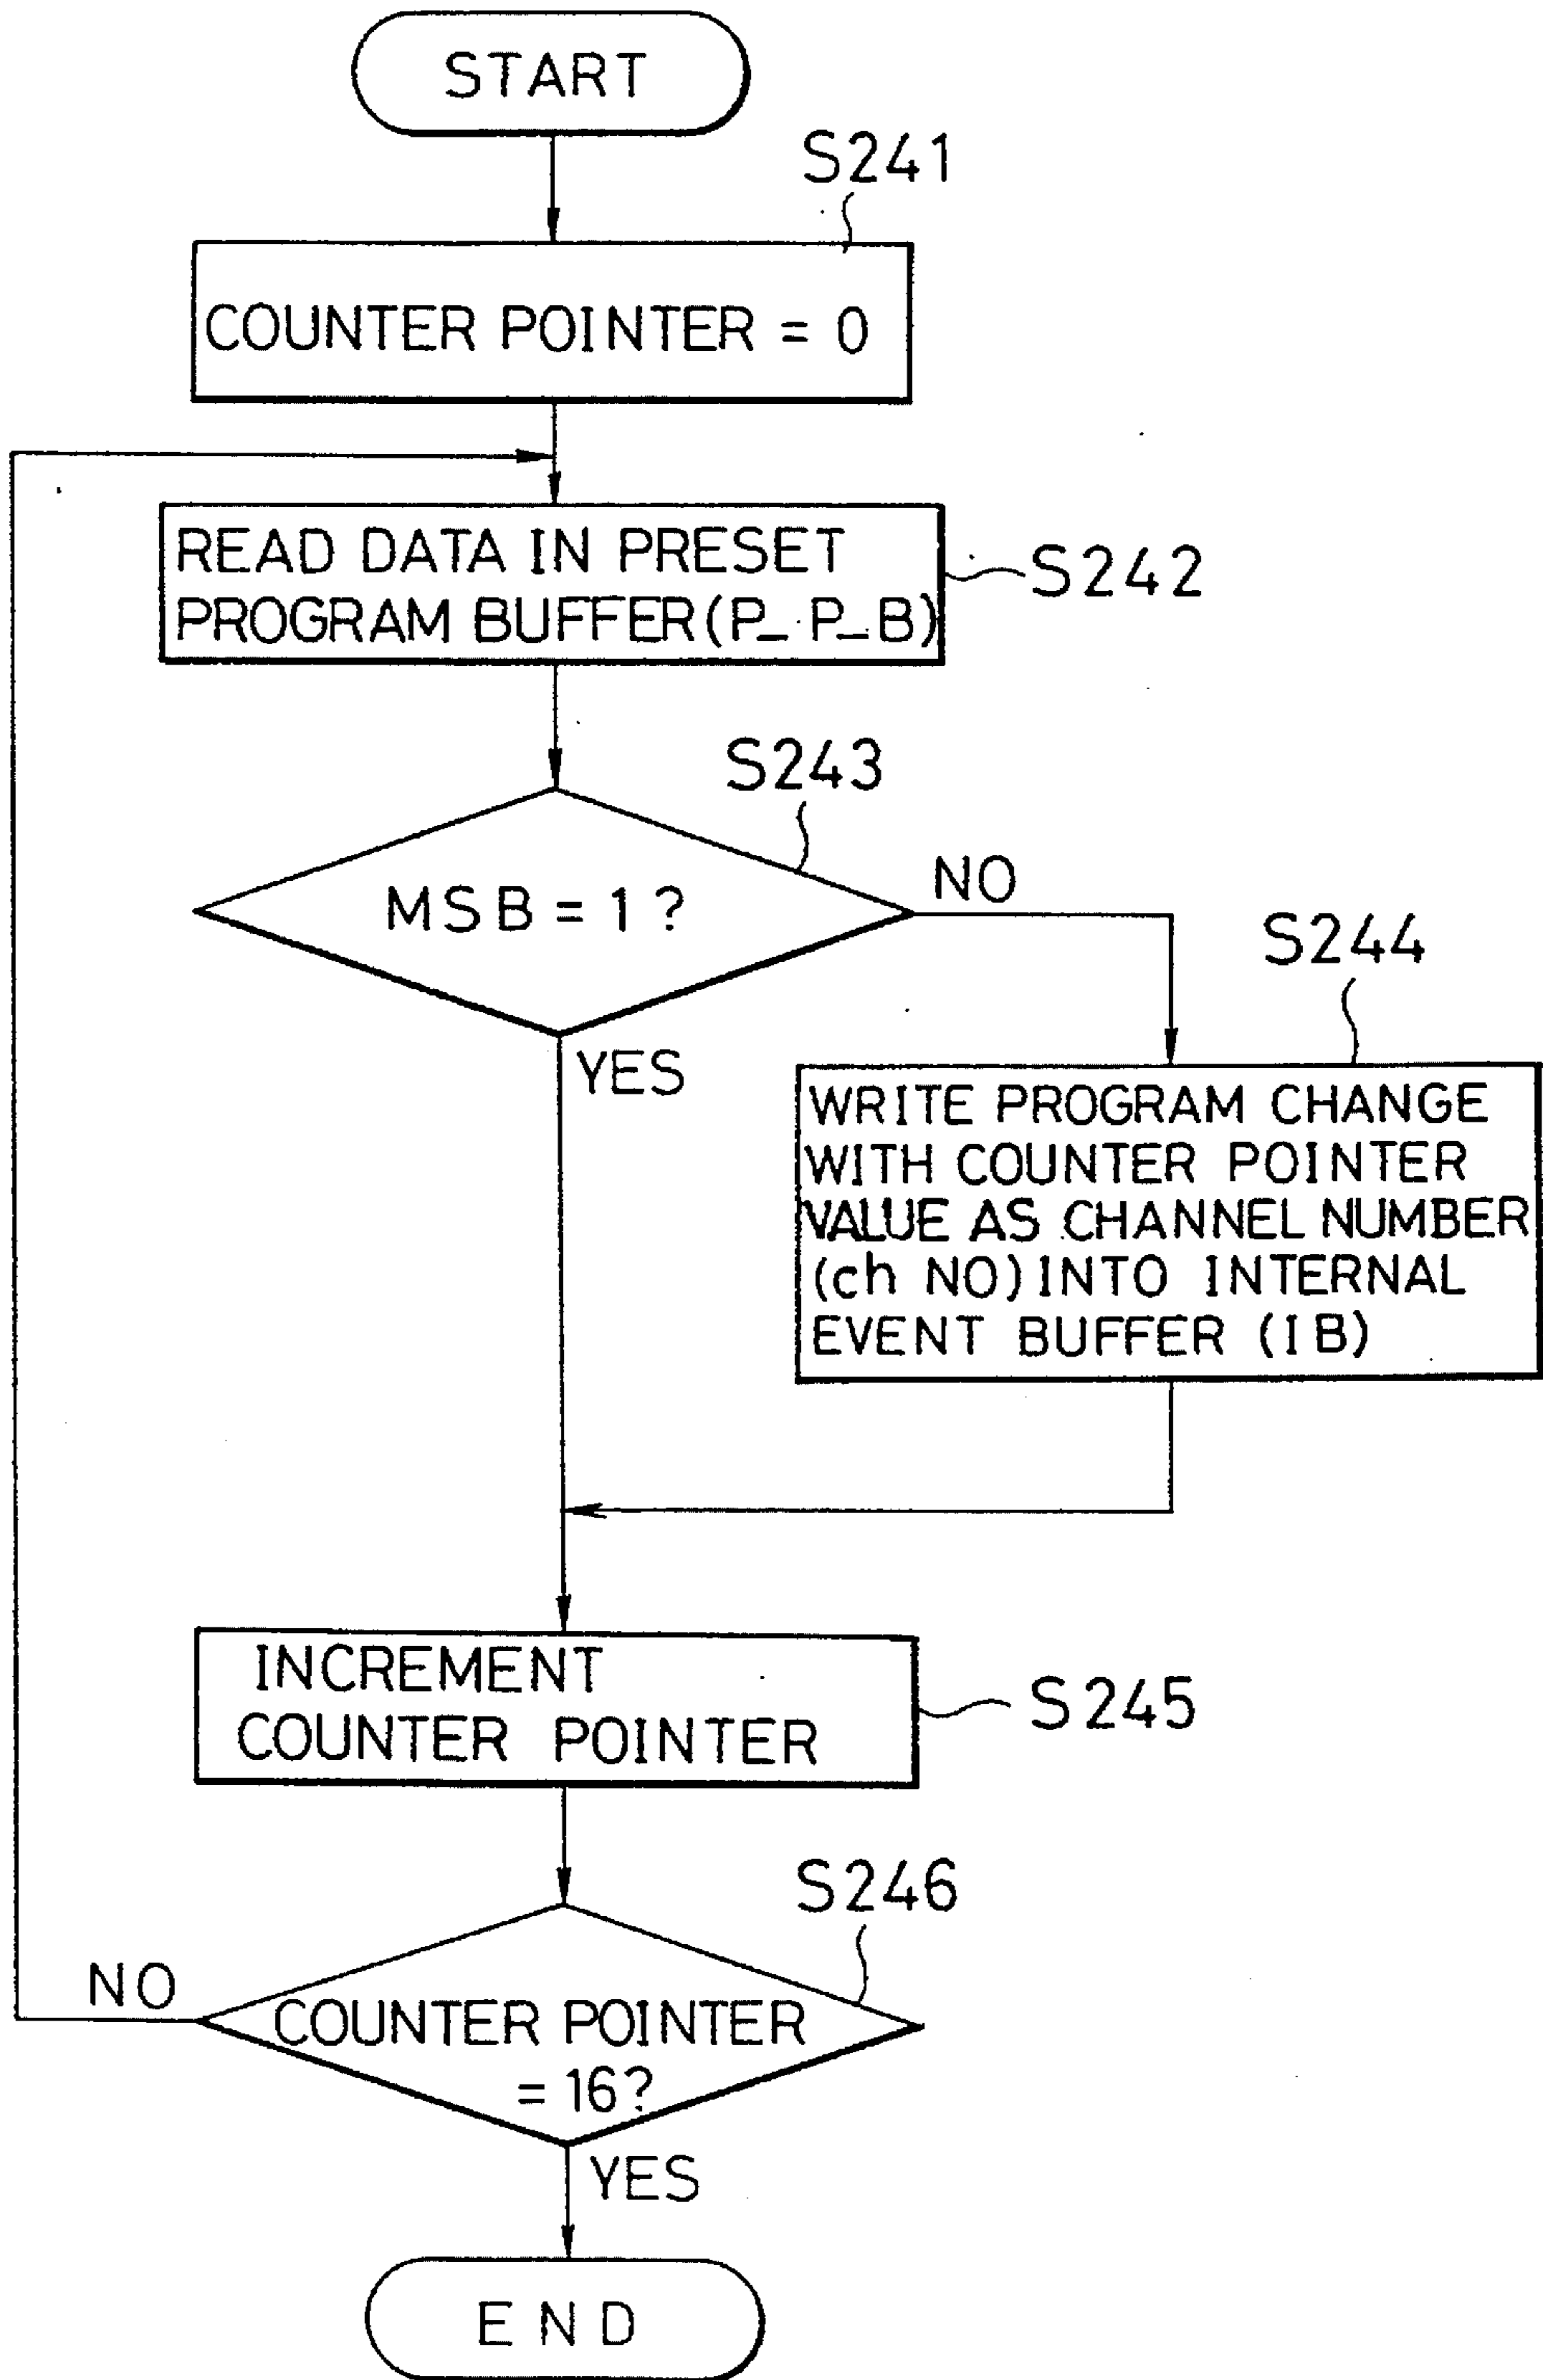 START
S241
COUNTER POINTER = 0
READ DATA IN PRESET
PROGRAM BUFFER(P_P_B)
S242
S243
MSB = 1 ?
NO
YES
S244
WRITE PROGRAM CHANGE
WITH COUNTER POINTER
VALUE AS CHANNEL NUMBER
(ch NO) INTO INTERNAL
EVENT BUFFER (IB)
INCREMENT
COUNTER POINTER
S245
S246
NO
COUNTER POINTER
= 16?
YES
END